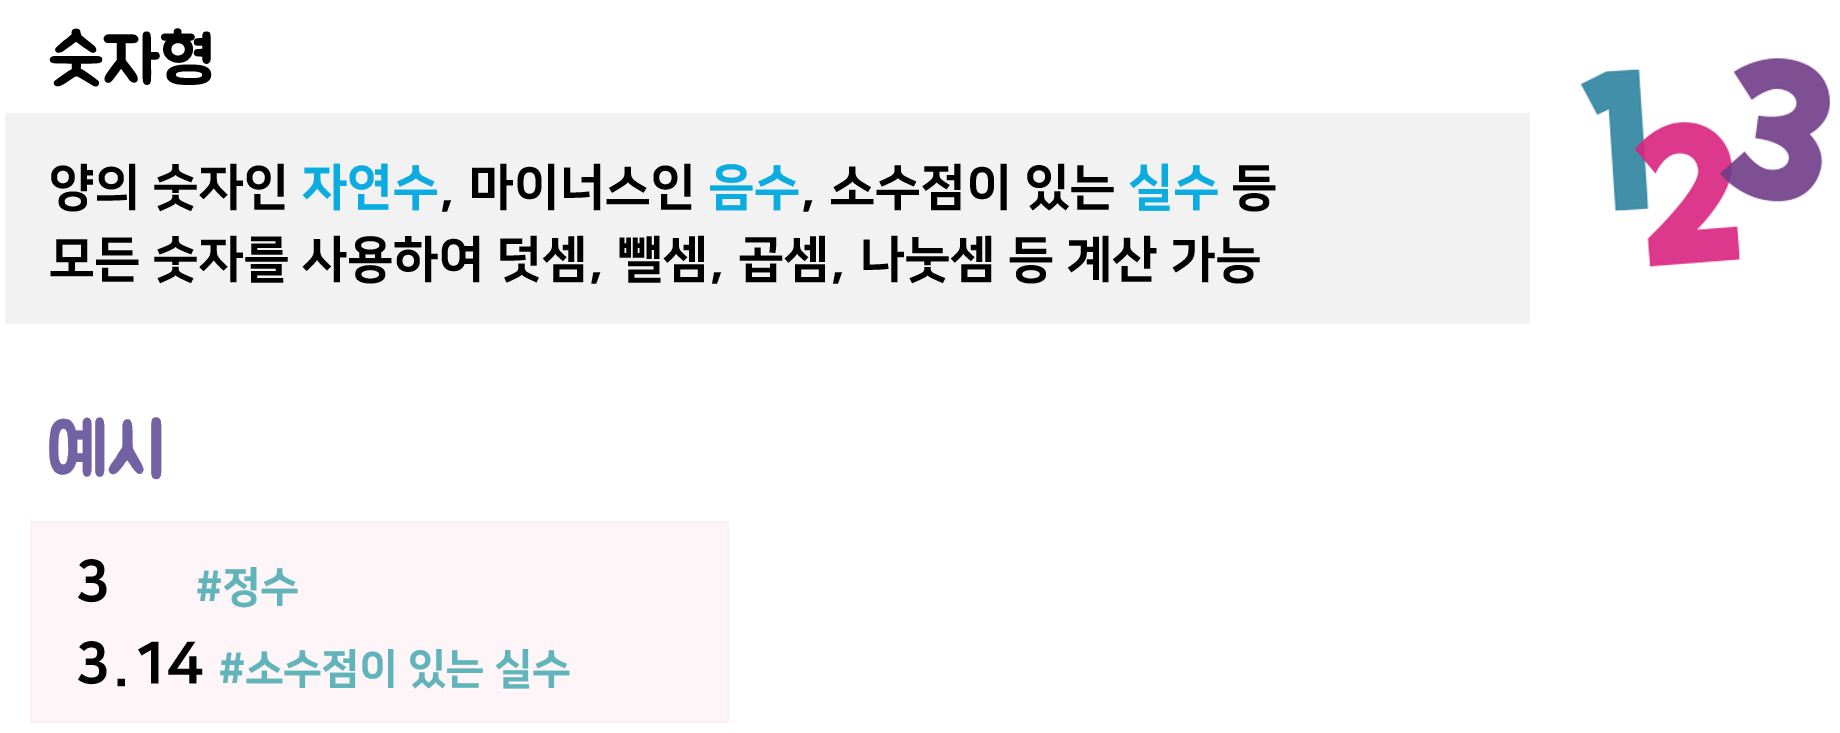 숫자형
123
양의 숫자인 자연수, 마이너스인 음수, 소수점이 있는 실수 등
모든 숫자를 사용하여 덧셈, 뺄셈, 곱셈, 나눗셈 등 계산 가능
예시
3 #정수
3.14 #소수점이 있는 실수